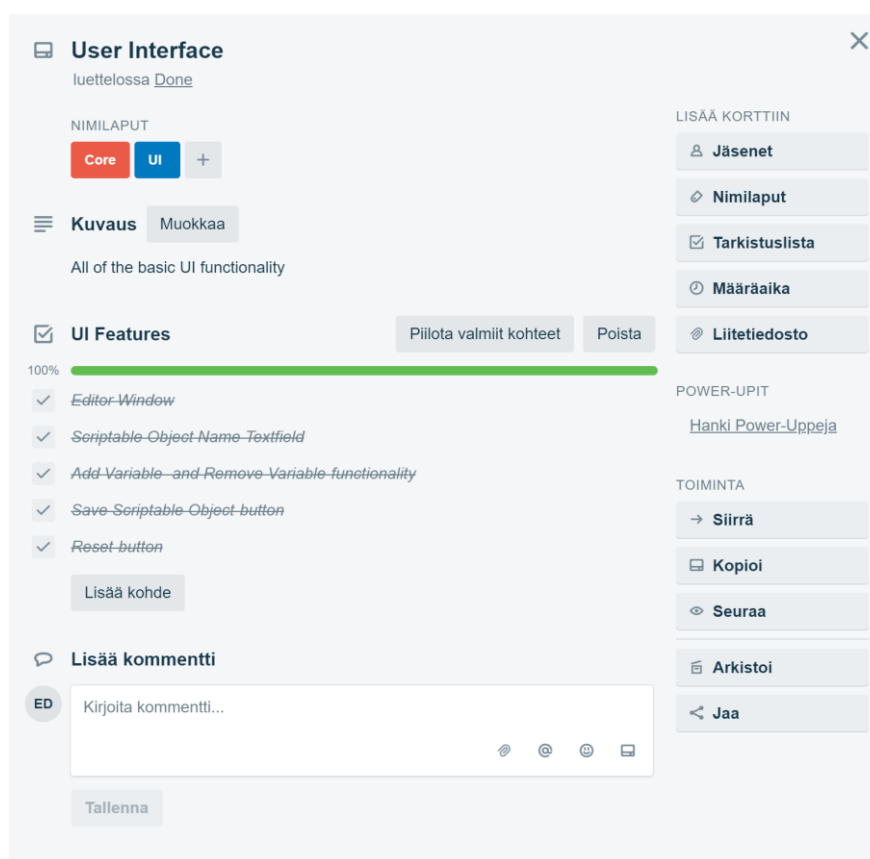 User Interface
luettelossa Done
NIMILAPUT
Core UI +
Kuvaus Muokkaa
All of the basic UI functionality
UI Features Piilota valmiit kohteet Poista
100%
Editor Window
Scriptable Object Name Textfield
Add Variable and Remove Variable functionality
Save Scriptable Object button
Reset button
Lisää kohde
Lisää kommentti
ED Kirjoita kommentti...
Tallenna
LISÄÄ KORTTIIN
Jäsenet
Nimilaput
Tarkistuslista
Määräaika
Liitetiedosto
POWER-UPIT
Hanki Power-Uppeja
TOIMINTA
Siirrä
Kopioi
Seuraa
Arkistoi
Jaa